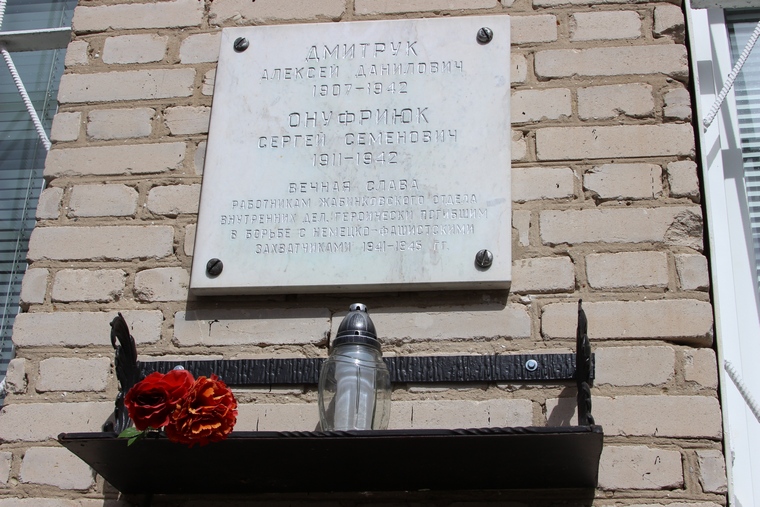 ДМИТРУК
АЛЕКСЕЙ ДАНИЛОВИЧ
1907-1942
ОНУФРИЮК
СЕРГЕЙ СЕМЕНОВИЧ
1911-1942
ВЕЧНАЯ СЛАВА
РАБОТНИКАМ ЖАБИНКОВСКОГО ОТДЕЛА
ВНУТРЕННИХ ДЕЛ, ГЕРОИЧЕСКИ ПОГИБШИМ
В БОРЬБЕ С НЕМЕЦКО-ФАШИСТСКИМИ
ЗАХВАТЧИКАМИ 1941-1945 ГГ.